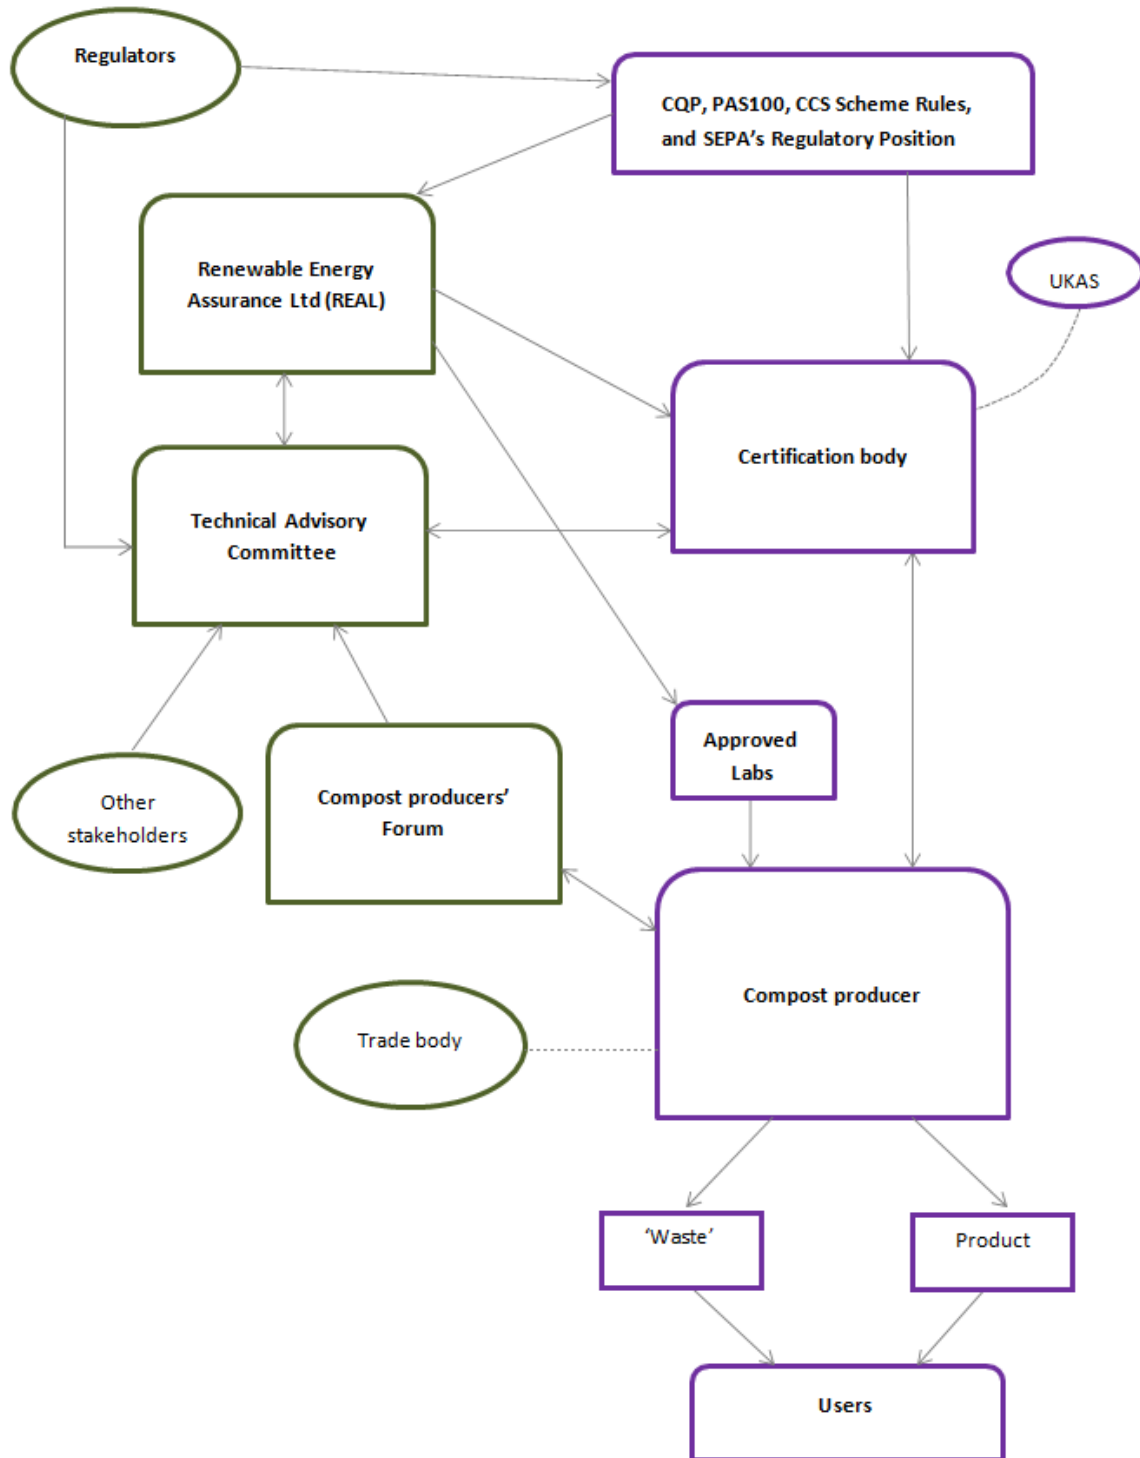 Regulators
CQP, PAS100, CCS Scheme Rules,
and SEPA’s Regulatory Position
Renewable Energy
Assurance Ltd (REAL)
UKAS
Certification body
Technical Advisory
Committee
Approved
Labs
Other
stakeholders
Compost producers’
Forum
Compost producer
Trade body
‘Waste’
Product
Users